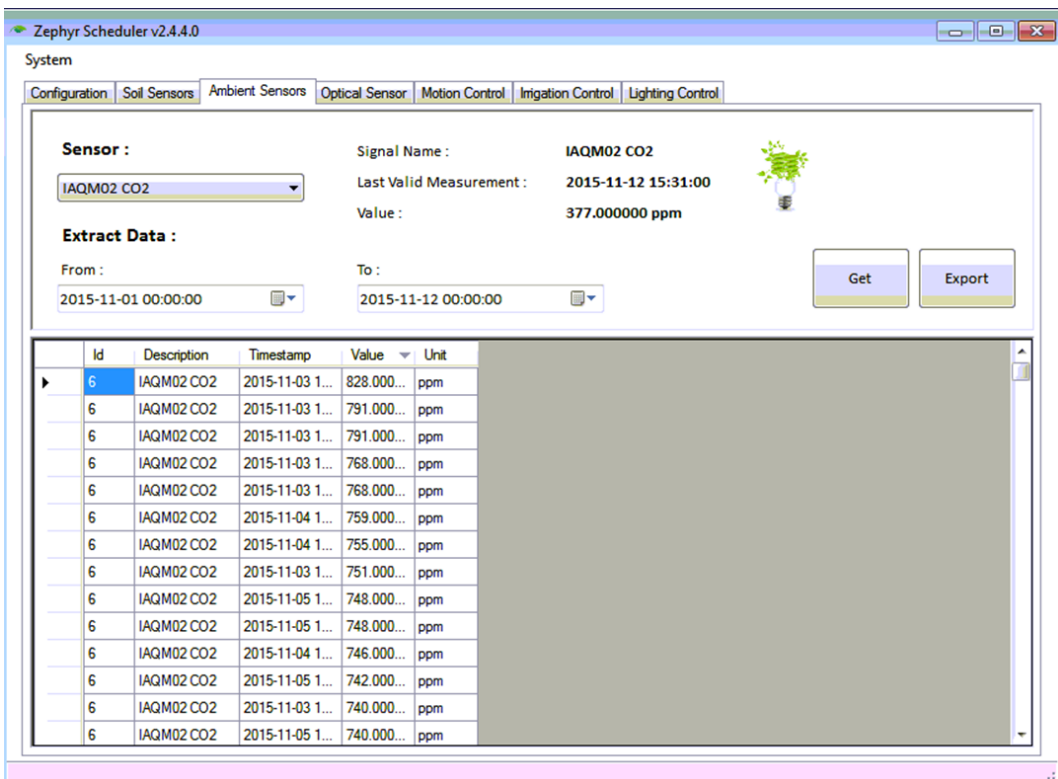 Zephyr Scheduler v2.4.4.0
System
Configuration Soil Sensors Ambient Sensors Optical Sensor Motion Control Irrigation Control Lighting Control
Sensor : Signal Name : IAQM02 CO2
IAQM02 CO2 Last Valid Measurement : 2015-11-12 15:31:00
Value : 377.000000 ppm
Extract Data :
From : To : Get Export
2015-11-01 00:00:00 2015-11-12 00:00:00
Id Description Timestamp Value Unit
6 IAQM02 CO2 2015-11-03 1... 828.000... ppm
6 IAQM02 CO2 2015-11-03 1... 791.000... ppm
6 IAQM02 CO2 2015-11-03 1... 791.000... ppm
6 IAQM02 CO2 2015-11-03 1... 768.000... ppm
6 IAQM02 CO2 2015-11-03 1... 768.000... ppm
6 IAQM02 CO2 2015-11-04 1... 759.000... ppm
6 IAQM02 CO2 2015-11-04 1... 755.000... ppm
6 IAQM02 CO2 2015-11-03 1... 751.000... ppm
6 IAQM02 CO2 2015-11-05 1... 748.000... ppm
6 IAQM02 CO2 2015-11-05 1... 748.000... ppm
6 IAQM02 CO2 2015-11-04 1... 746.000... ppm
6 IAQM02 CO2 2015-11-05 1... 742.000... ppm
6 IAQM02 CO2 2015-11-03 1... 740.000... ppm
6 IAQM02 CO2 2015-11-05 1... 740.000... ppm